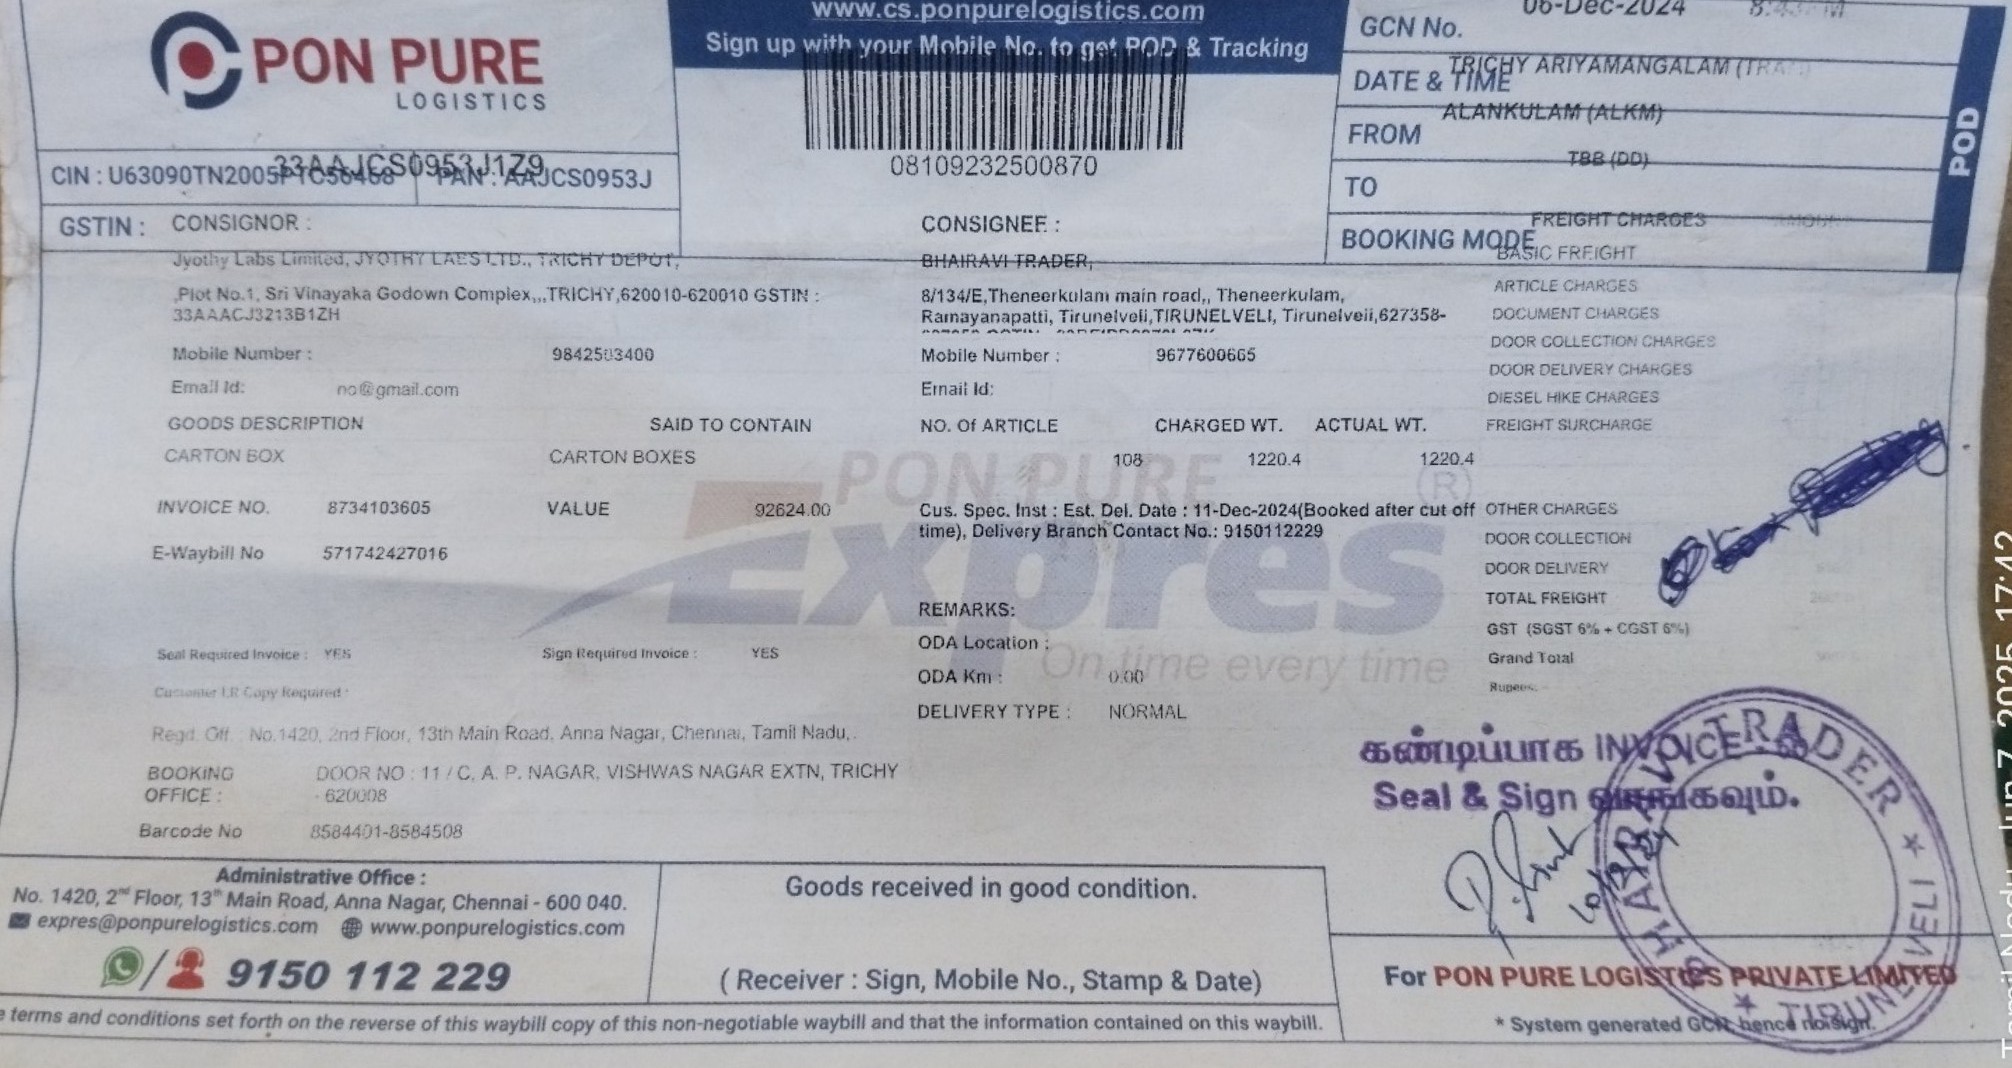 PON PURE
LOGISTICS
www.cs.ponpurelogistics.com
Sign up with your Mobile No. to get POD & Tracking
08109232500870
GCN No.
06-Dec-2024
DATE & TIME
TRICHY ARIYAMANGALAM
FROM
ALANKULAM (ALKM)
TO
TBB (DD)
BOOKING MODE
POD
CIN : PAN : AAJCS0953J
33AAJCS0953J1Z9
GSTIN :
CONSIGNOR :
Jyothy Labs Limited, JYOTHY LABS LTD., TRICHY DEPOT,
,Plot No.1, Sri Vinayaka Godown Complex,,,TRICHY,620010-620010 GSTIN :
33AAACJ3213B1ZH
Mobile Number : 9842503400
Email Id: no@gmail.com
CONSIGNEE :
BHAIRAVI TRADER,
8/134/E,Theneerkulam main road,, Theneerkulam,
Ramayanapatti, Tirunelveli,TIRUNELVELI, Tirunelveli,627358-
Mobile Number : 9677600665
Email Id:
GOODS DESCRIPTION SAID TO CONTAIN NO. Of ARTICLE CHARGED WT. ACTUAL WT.
CARTON BOX CARTON BOXES 108 1220.4 1220.4
INVOICE NO. 8734103605 VALUE 92624.00
E-Waybill No 571742427016
Cus. Spec. Inst : Est. Del. Date : 11-Dec-2024(Booked after cut off
time), Delivery Branch Contact No.: 9150112229
PON PURE
Expres ®
On time every time
REMARKS:
ODA Location :
ODA Km : 0.00
DELIVERY TYPE : NORMAL
Seal Required Invoice : YES Sign Required Invoice : YES
Customer LR Copy Required :
Regd. Off. : No.1420, 2nd Floor, 13th Main Road, Anna Nagar, Chennai, Tamil Nadu,.
BOOKING OFFICE : DOOR NO : 11 / C, A. P. NAGAR, VISHWAS NAGAR EXTN, TRICHY
- 620008
Barcode No 8584401-8584508
FREIGHT CHARGES
BASIC FREIGHT
ARTICLE CHARGES
DOCUMENT CHARGES
DOOR COLLECTION CHARGES
DOOR DELIVERY CHARGES
DIESEL HIKE CHARGES
FREIGHT SURCHARGE
OTHER CHARGES
DOOR COLLECTION
DOOR DELIVERY
TOTAL FREIGHT
GST (SGST 6% + CGST 6%)
Grand Total
Rupees:
கண்டிப்பாக INVOICE
Seal & Sign வாங்கவும்.
BHAIRAVI TRADER
★ TIRUNELVELI ★
Administrative Office :
No. 1420, 2nd Floor, 13th Main Road, Anna Nagar, Chennai - 600 040.
expres@ponpurelogistics.com www.ponpurelogistics.com
9150 112 229
Goods received in good condition.
( Receiver : Sign, Mobile No., Stamp & Date)
For PON PURE LOGISTICS PRIVATE LIMITED
* System generated GCN, hence no sign.
terms and conditions set forth on the reverse of this waybill copy of this non-negotiable waybill and that the information contained on this waybill.
Jun 7, 2025 17:42
Tamil Nadu